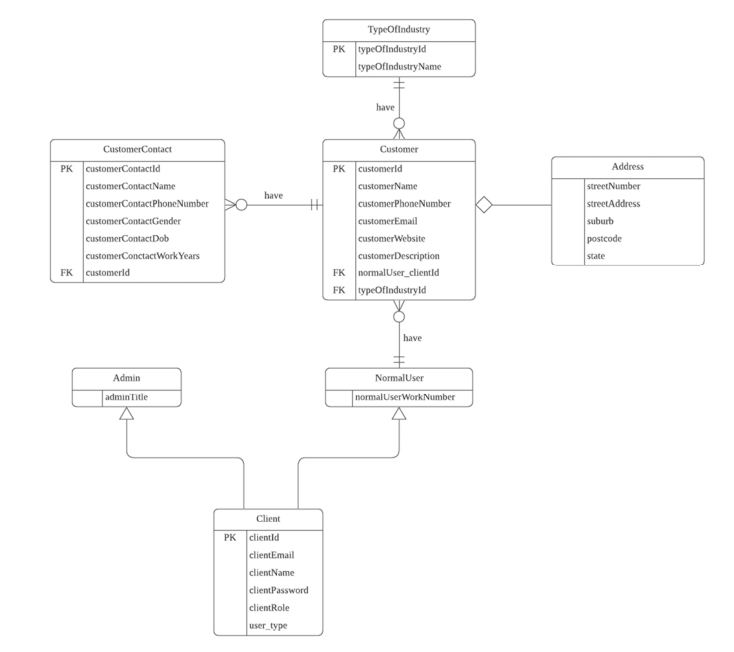 TypeOfIndustry
PK typeOfIndustryId
typeOfIndustryName
have
CustomerContact
PK customerContactId
customerContactName
customerContactPhoneNumber
customerContactGender
customerContactDob
customerConctactWorkYears
FK customerId
have
Customer
PK customerId
customerName
customerPhoneNumber
customerEmail
customerWebsite
customerDescription
FK normalUser_clientId
FK typeOfIndustryId
Address
streetNumber
streetAddress
suburb
postcode
state
have
Admin
adminTitle
NormalUser
normalUserWorkNumber
Client
PK clientId
clientEmail
clientName
clientPassword
clientRole
user_type